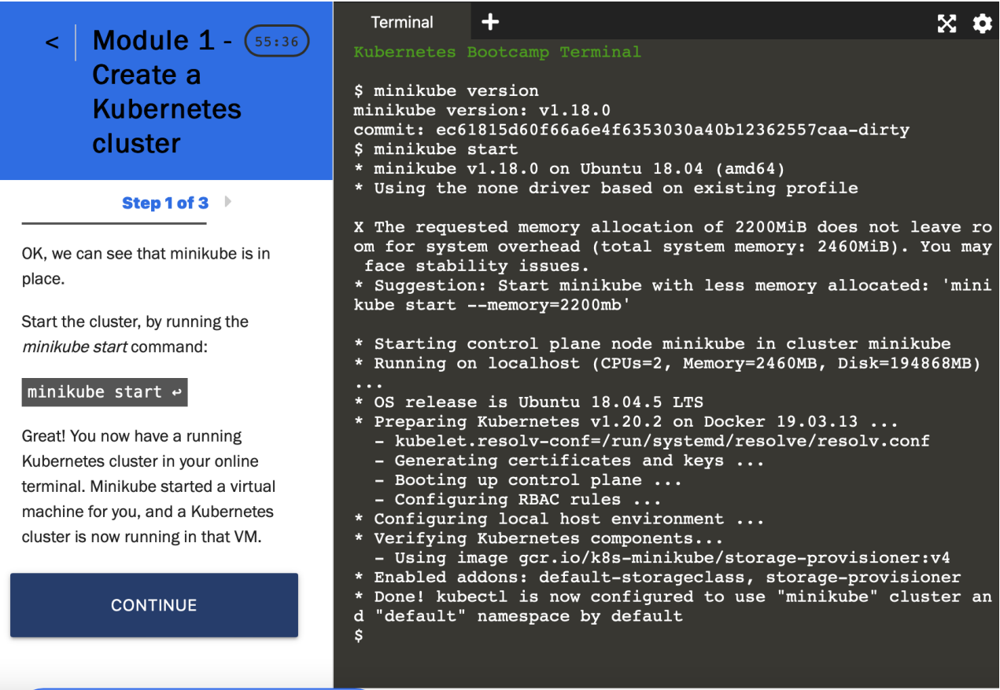 <
Module 1 -
Create a
Kubernetes
cluster
55:36
Step 1 of 3
OK, we can see that minikube is in
place.
Start the cluster, by running the
minikube start command:
minikube start ↩
Great! You now have a running
Kubernetes cluster in your online
terminal. Minikube started a virtual
machine for you, and a Kubernetes
cluster is now running in that VM.
CONTINUE
Terminal
+
Kubernetes Bootcamp Terminal
$ minikube version
minikube version: v1.18.0
commit: ec61815d60f66a6e4f6353030a40b12362557caa-dirty
$ minikube start
* minikube v1.18.0 on Ubuntu 18.04 (amd64)
* Using the none driver based on existing profile
X The requested memory allocation of 2200MiB does not leave ro
om for system overhead (total system memory: 2460MiB). You may
 face stability issues.
* Suggestion: Start minikube with less memory allocated: 'mini
kube start --memory=2200mb'
* Starting control plane node minikube in cluster minikube
* Running on localhost (CPUs=2, Memory=2460MB, Disk=194868MB)
...
* OS release is Ubuntu 18.04.5 LTS
* Preparing Kubernetes v1.20.2 on Docker 19.03.13 ...
  - kubelet.resolv-conf=/run/systemd/resolve/resolv.conf
  - Generating certificates and keys ...
  - Booting up control plane ...
  - Configuring RBAC rules ...
* Configuring local host environment ...
* Verifying Kubernetes components...
  - Using image gcr.io/k8s-minikube/storage-provisioner:v4
* Enabled addons: default-storageclass, storage-provisioner
* Done! kubectl is now configured to use "minikube" cluster an
d "default" namespace by default
$